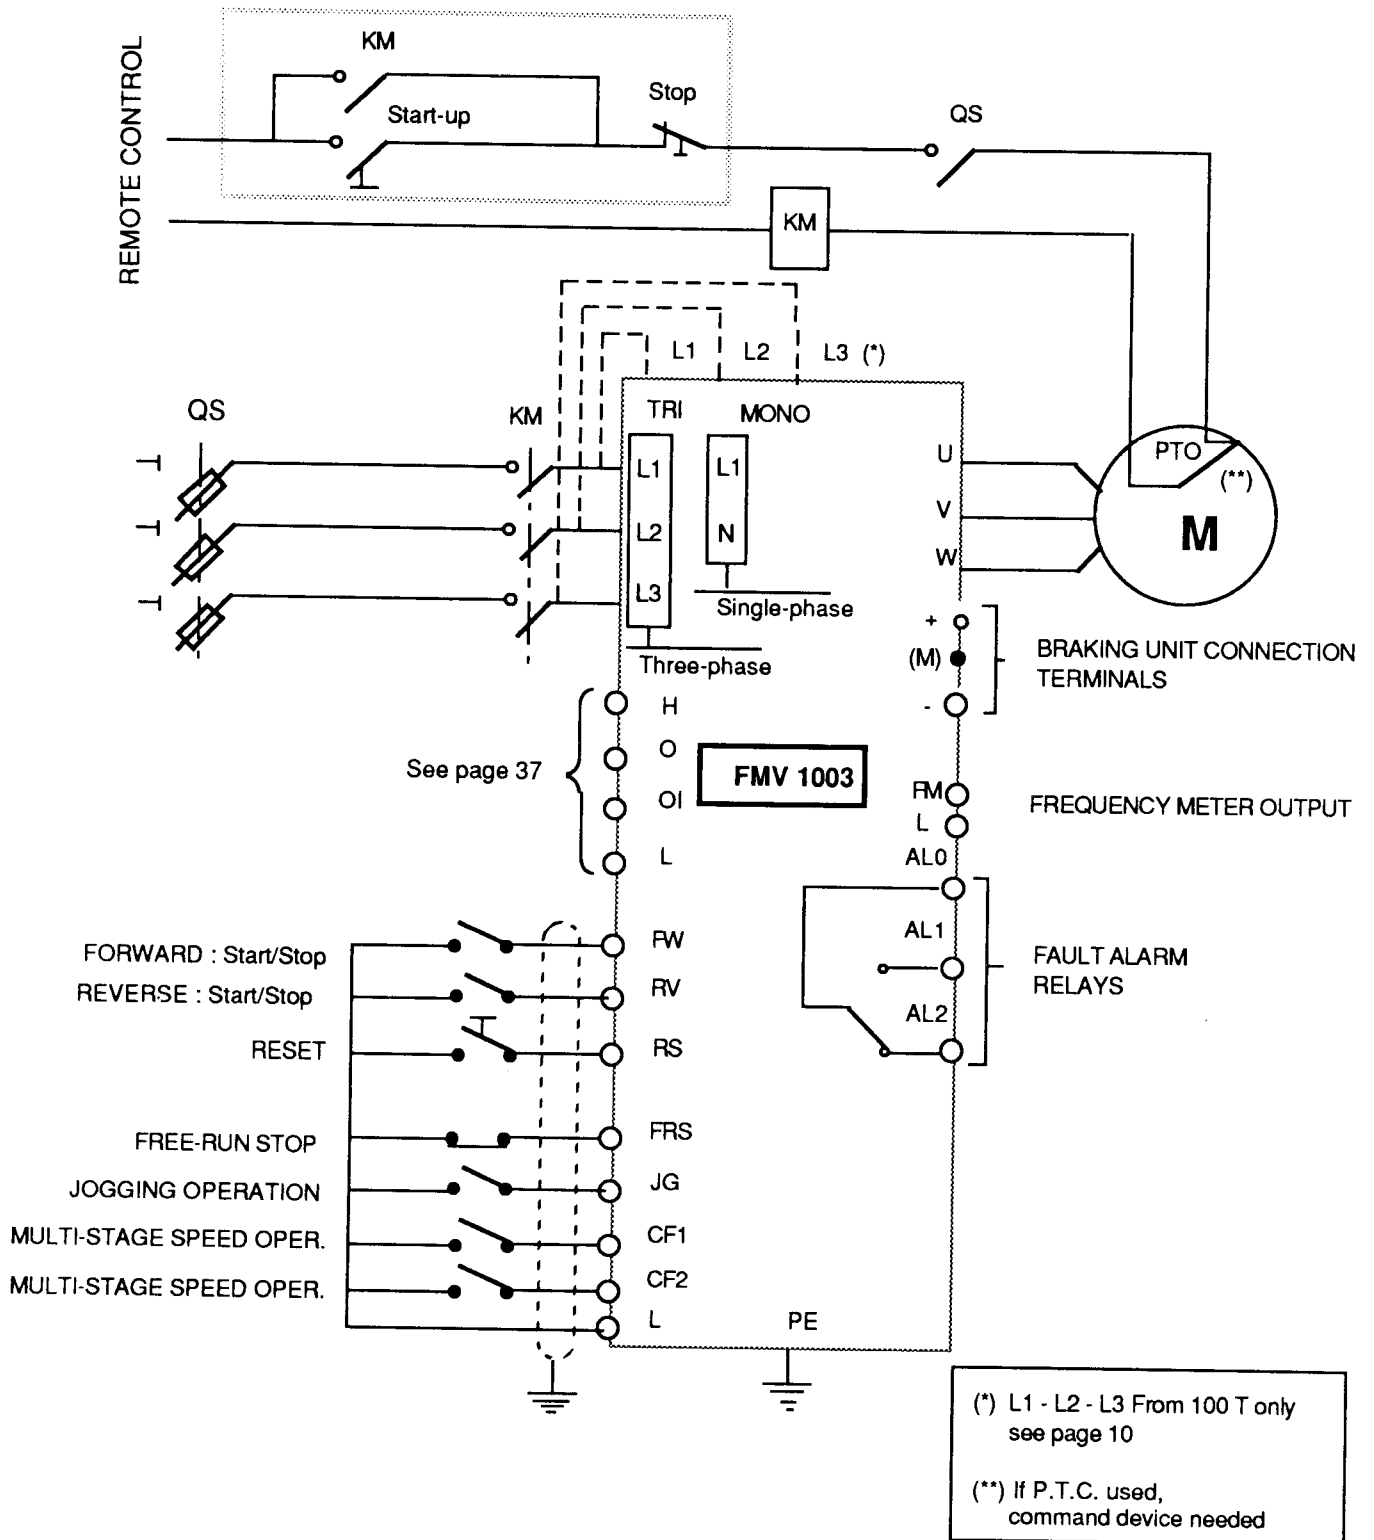 REMOTE CONTROL
KM
Start-up
Stop
QS
KM
L1 L2 L3 (*)
QS
KM
TRI MONO
L1
L2
L3
L1
N
Single-phase
Three-phase
U
V
W
PTO
(**)
M
+
(M)
-
BRAKING UNIT CONNECTION
TERMINALS
See page 37
H
O
OI
L
FMV 1003
FM
L
FREQUENCY METER OUTPUT
AL0
AL1
AL2
FAULT ALARM
RELAYS
FORWARD : Start/Stop FW
REVERSE : Start/Stop RV
RESET RS
FREE-RUN STOP FRS
JOGGING OPERATION JG
MULTI-STAGE SPEED OPER. CF1
MULTI-STAGE SPEED OPER. CF2
L
PE
(*) L1 - L2 - L3 From 100 T only
see page 10
(**) If P.T.C. used,
command device needed